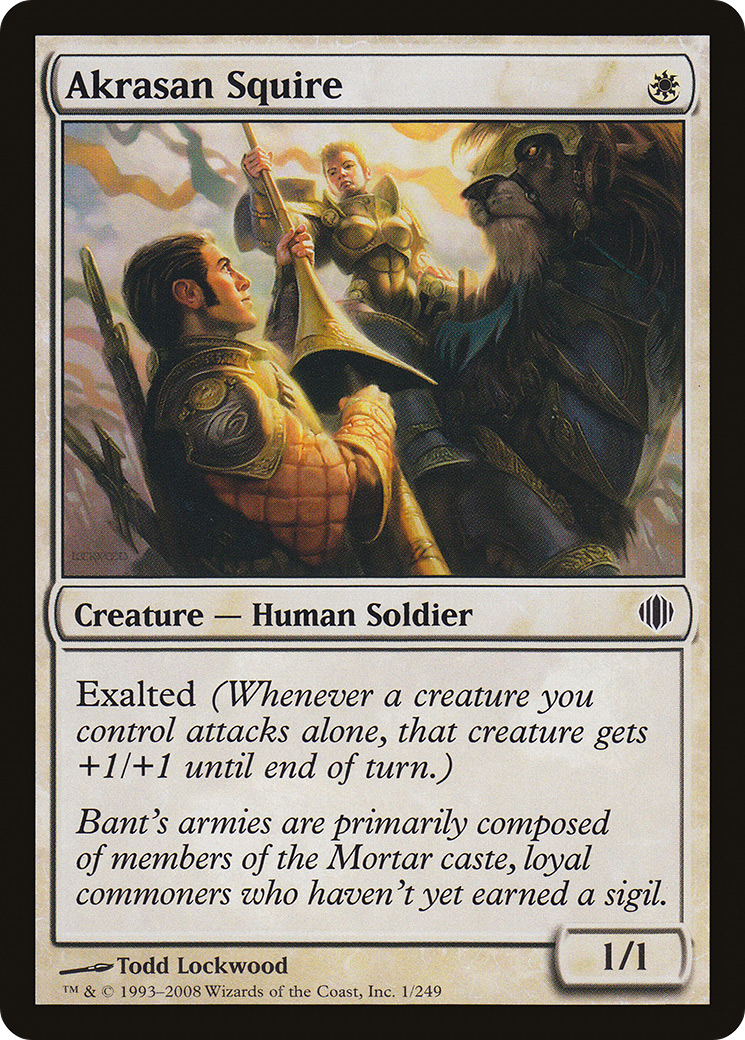 Akrasan Squire
LOCKWOOD
Creature — Human Soldier
Exalted (Whenever a creature you
control attacks alone, that creature gets
+1/+1 until end of turn.)
Bant's armies are primarily composed
of members of the Mortar caste, loyal
commoners who haven't yet earned a sigil.
1/1
Todd Lockwood
™ & © 1993–2008 Wizards of the Coast, Inc. 1/249